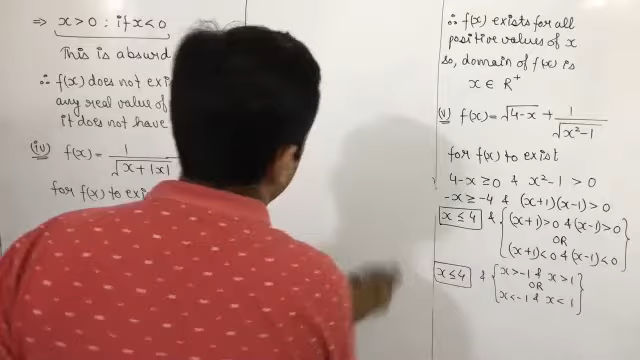 ⇒ x > 0 : if x < 0
This is absurd
∴ f(x) does not exi
any real value of
it does not have
(iv) f(x) = 1/√(x + |x|)
for f(x) to exi
∴ f(x) exists for all
positive values of x
so, domain of f(x) is
x ∈ R⁺
(v) f(x) = √(4-x) + 1/√(x²-1)
for f(x) to exist
4-x ≥ 0 & x²-1 > 0
-x ≥ -4 & (x+1)(x-1) > 0
x ≤ 4 & { (x+1)>0 & (x-1)>0
OR
(x+1)<0 & (x-1)<0 }
x ≤ 4 & { x>-1 & x>1
OR
x<-1 & x<1 }